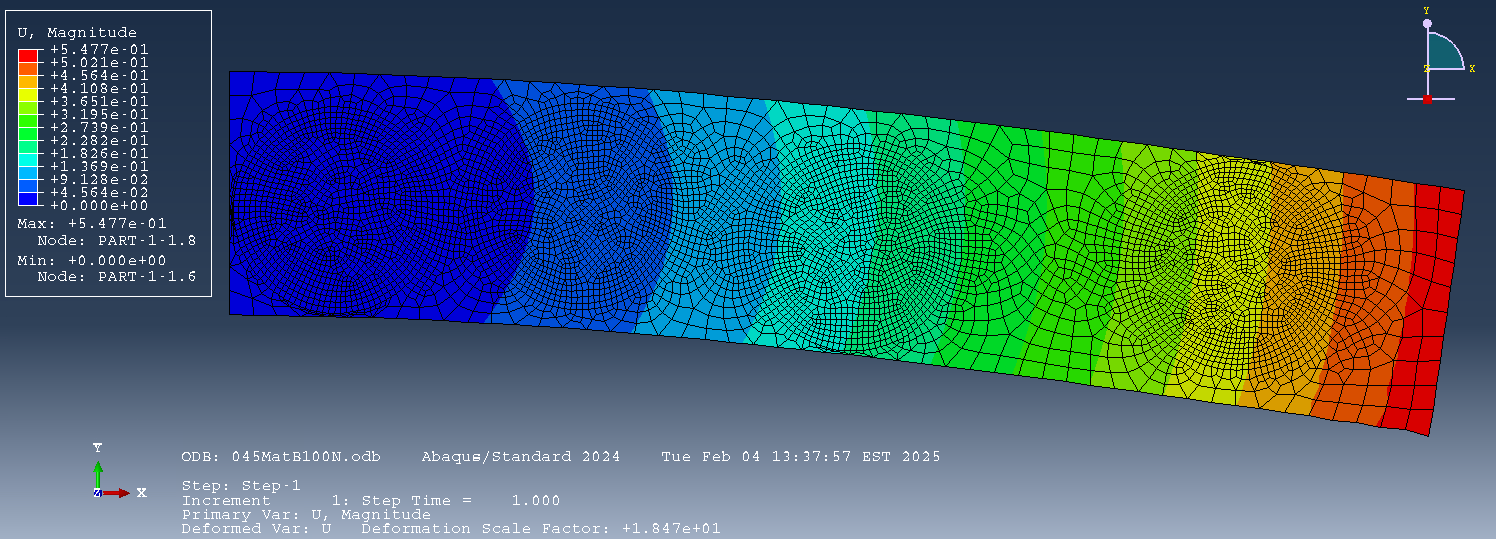 U, Magnitude
+5.477e-01
+5.021e-01
+4.564e-01
+4.108e-01
+3.651e-01
+3.195e-01
+2.739e-01
+2.282e-01
+1.826e-01
+1.369e-01
+9.128e-02
+4.564e-02
+0.000e+00
Max: +5.477e-01
Node: PART-1-1.8
Min: +0.000e+00
Node: PART-1-1.6
Y
Z X
Y
Z X
ODB: 045MatB100N.odb Abaqus/Standard 2024 Tue Feb 04 13:37:57 EST 2025
Step: Step-1
Increment 1: Step Time = 1.000
Primary Var: U, Magnitude
Deformed Var: U Deformation Scale Factor: +1.847e+01